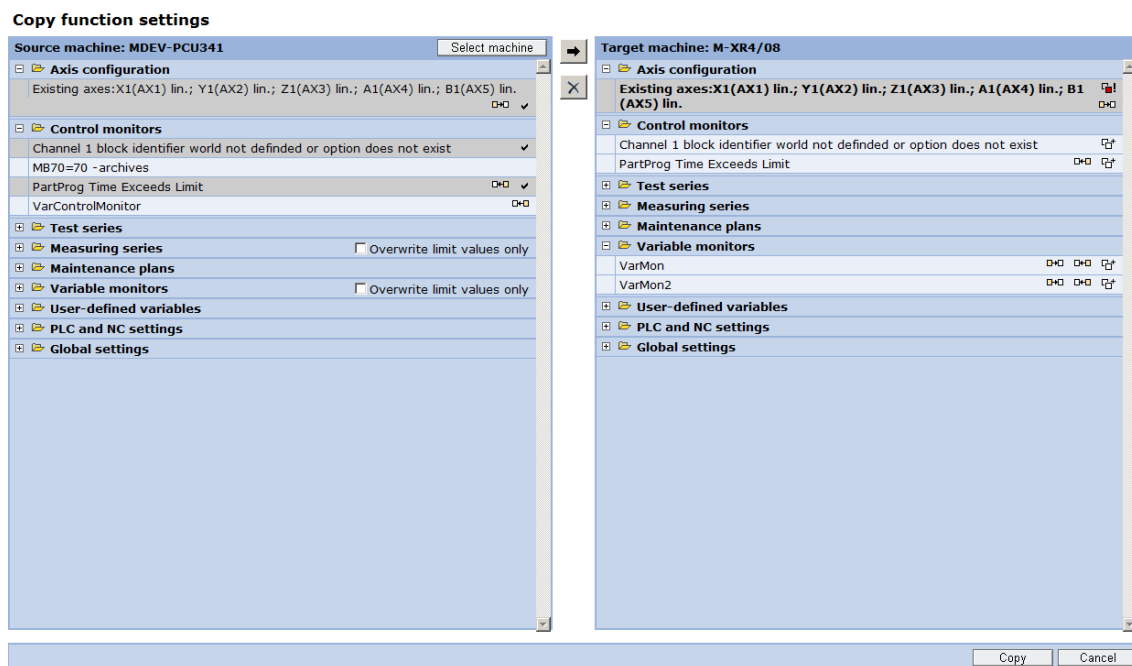 Copy function settings
Source machine: MDEV-PCU341
Select machine
Axis configuration
Existing axes:X1(AX1) lin.; Y1(AX2) lin.; Z1(AX3) lin.; A1(AX4) lin.; B1(AX5) lin.
Control monitors
Channel 1 block identifier world not definded or option does not exist
MB70=70 -archives
PartProg Time Exceeds Limit
VarControlMonitor
Test series
Measuring series
Overwrite limit values only
Maintenance plans
Variable monitors
Overwrite limit values only
User-defined variables
PLC and NC settings
Global settings
Target machine: M-XR4/08
Axis configuration
Existing axes:X1(AX1) lin.; Y1(AX2) lin.; Z1(AX3) lin.; A1(AX4) lin.; B1
(AX5) lin.
Control monitors
Channel 1 block identifier world not definded or option does not exist
PartProg Time Exceeds Limit
Test series
Measuring series
Maintenance plans
Variable monitors
VarMon
VarMon2
User-defined variables
PLC and NC settings
Global settings
Copy
Cancel